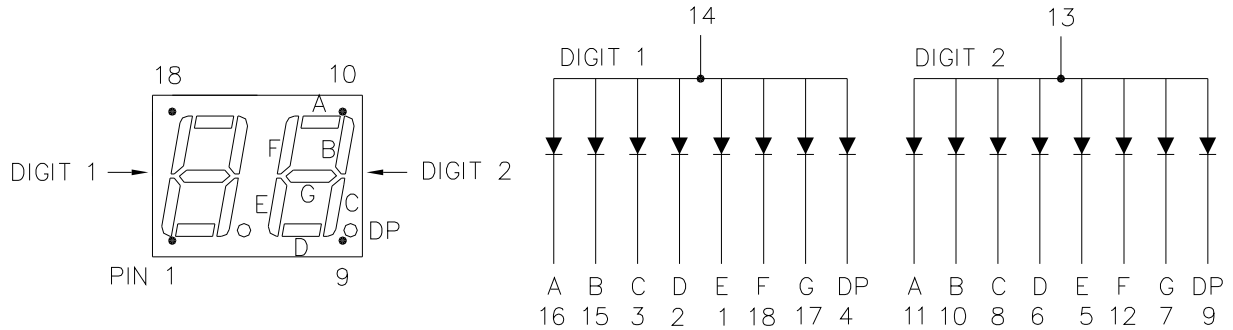 18 10
A
F B
DIGIT 1 DIGIT 2
G
E C
DP
D
PIN 1 9
14
DIGIT 1
A B C D E F G DP
16 15 3 2 1 18 17 4
13
DIGIT 2
A B C D E F G DP
11 10 8 6 5 12 7 9